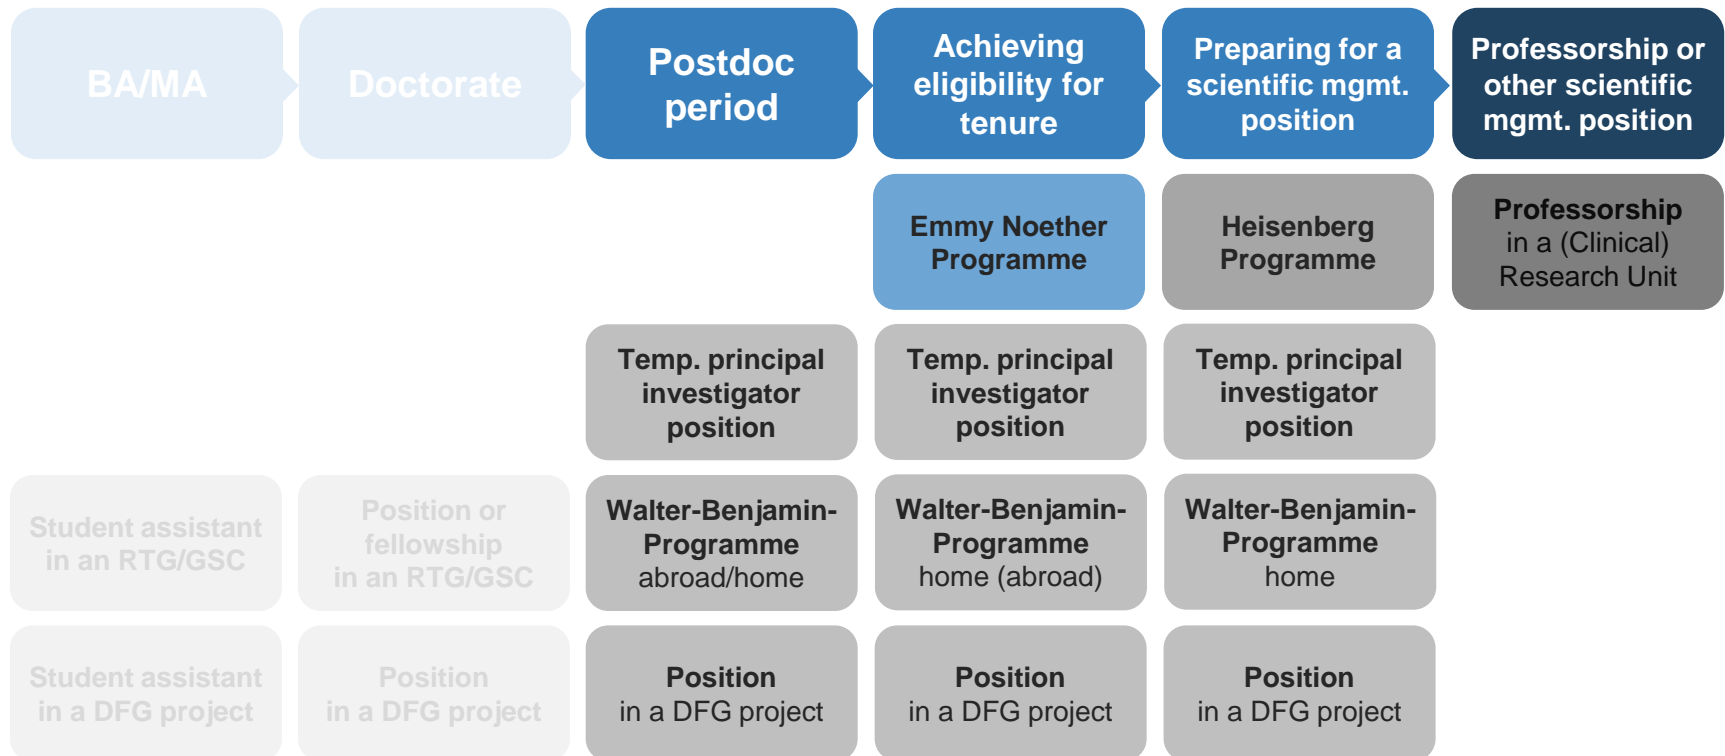 BA/MA
Doctorate
Postdoc
period
Achieving
eligibility for
tenure
Preparing for a
scientific mgmt.
position
Professorship or
other scientific
mgmt. position
Emmy Noether
Programme
Heisenberg
Programme
Professorship
in a (Clinical)
Research Unit
Temp. principal
investigator
position
Temp. principal
investigator
position
Temp. principal
investigator
position
Student assistant
in an RTG/GSC
Position or
fellowship
in an RTG/GSC
Walter-Benjamin-
Programme
abroad/home
Walter-Benjamin-
Programme
home (abroad)
Walter-Benjamin-
Programme
home
Student assistant
in a DFG project
Position
in a DFG project
Position
in a DFG project
Position
in a DFG project
Position
in a DFG project